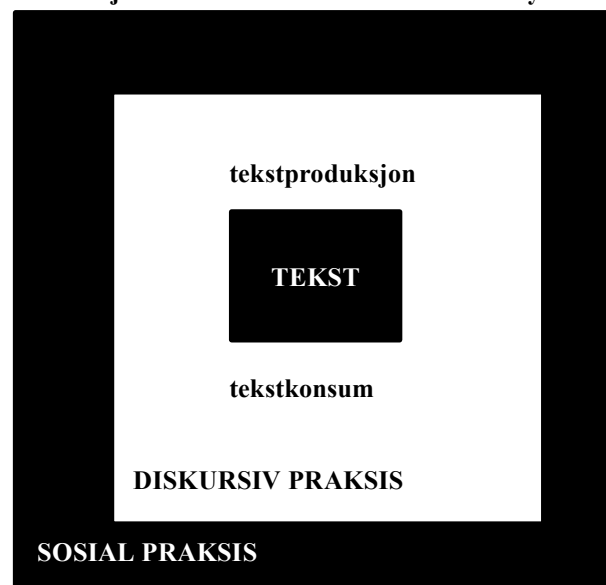 tekstproduksjon
TEKST
tekstkonsum
DISKURSIV PRAKSIS
SOSIAL PRAKSIS